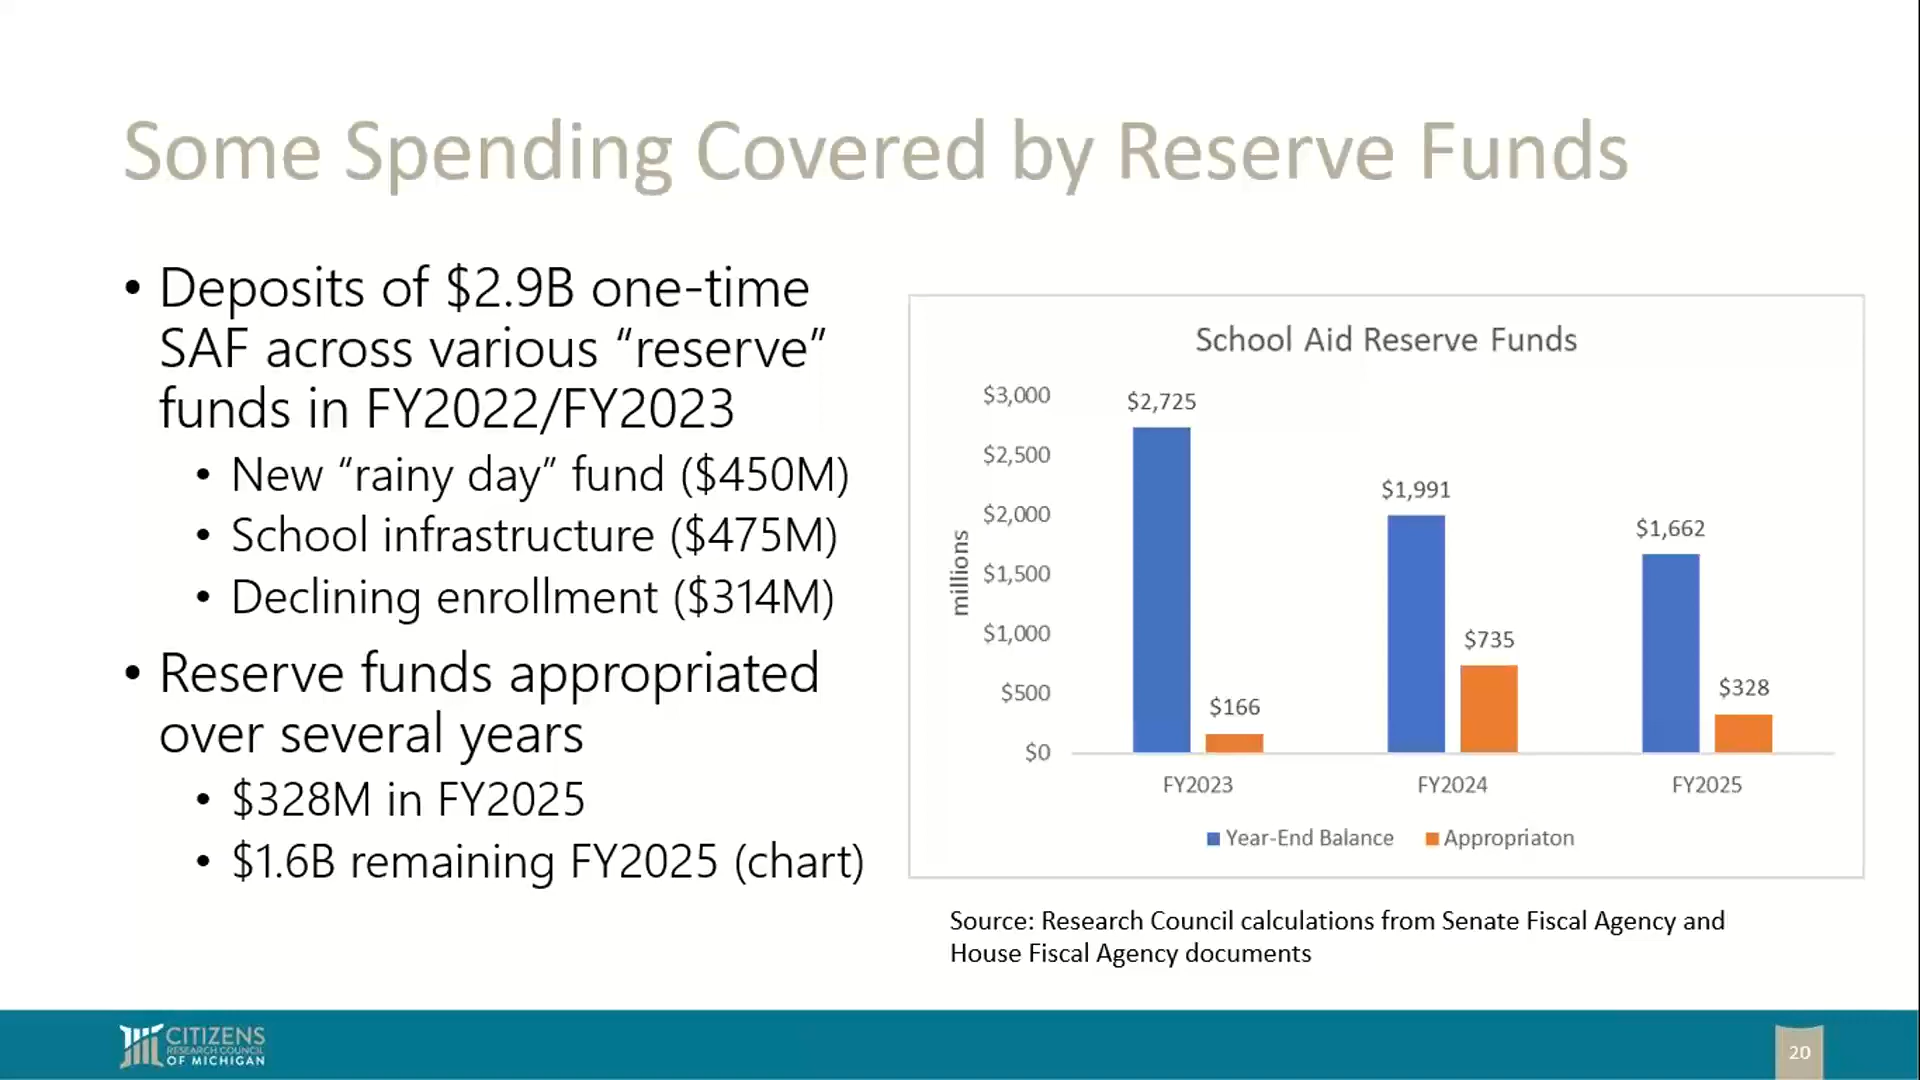 Some Spending Covered by Reserve Funds
• Deposits of $2.9B one-time
SAF across various “reserve”
funds in FY2022/FY2023
• New “rainy day” fund ($450M)
• School infrastructure ($475M)
• Declining enrollment ($314M)
• Reserve funds appropriated
over several years
• $328M in FY2025
• $1.6B remaining FY2025 (chart)
School Aid Reserve Funds
millions
$3,000
$2,500
$2,000
$1,500
$1,000
$500
$0
$2,725
$166
$1,991
$735
$1,662
$328
FY2023 FY2024 FY2025
Year-End Balance Appropriaton
Source: Research Council calculations from Senate Fiscal Agency and
House Fiscal Agency documents
CITIZENS
RESEARCH COUNCIL
OF MICHIGAN
20